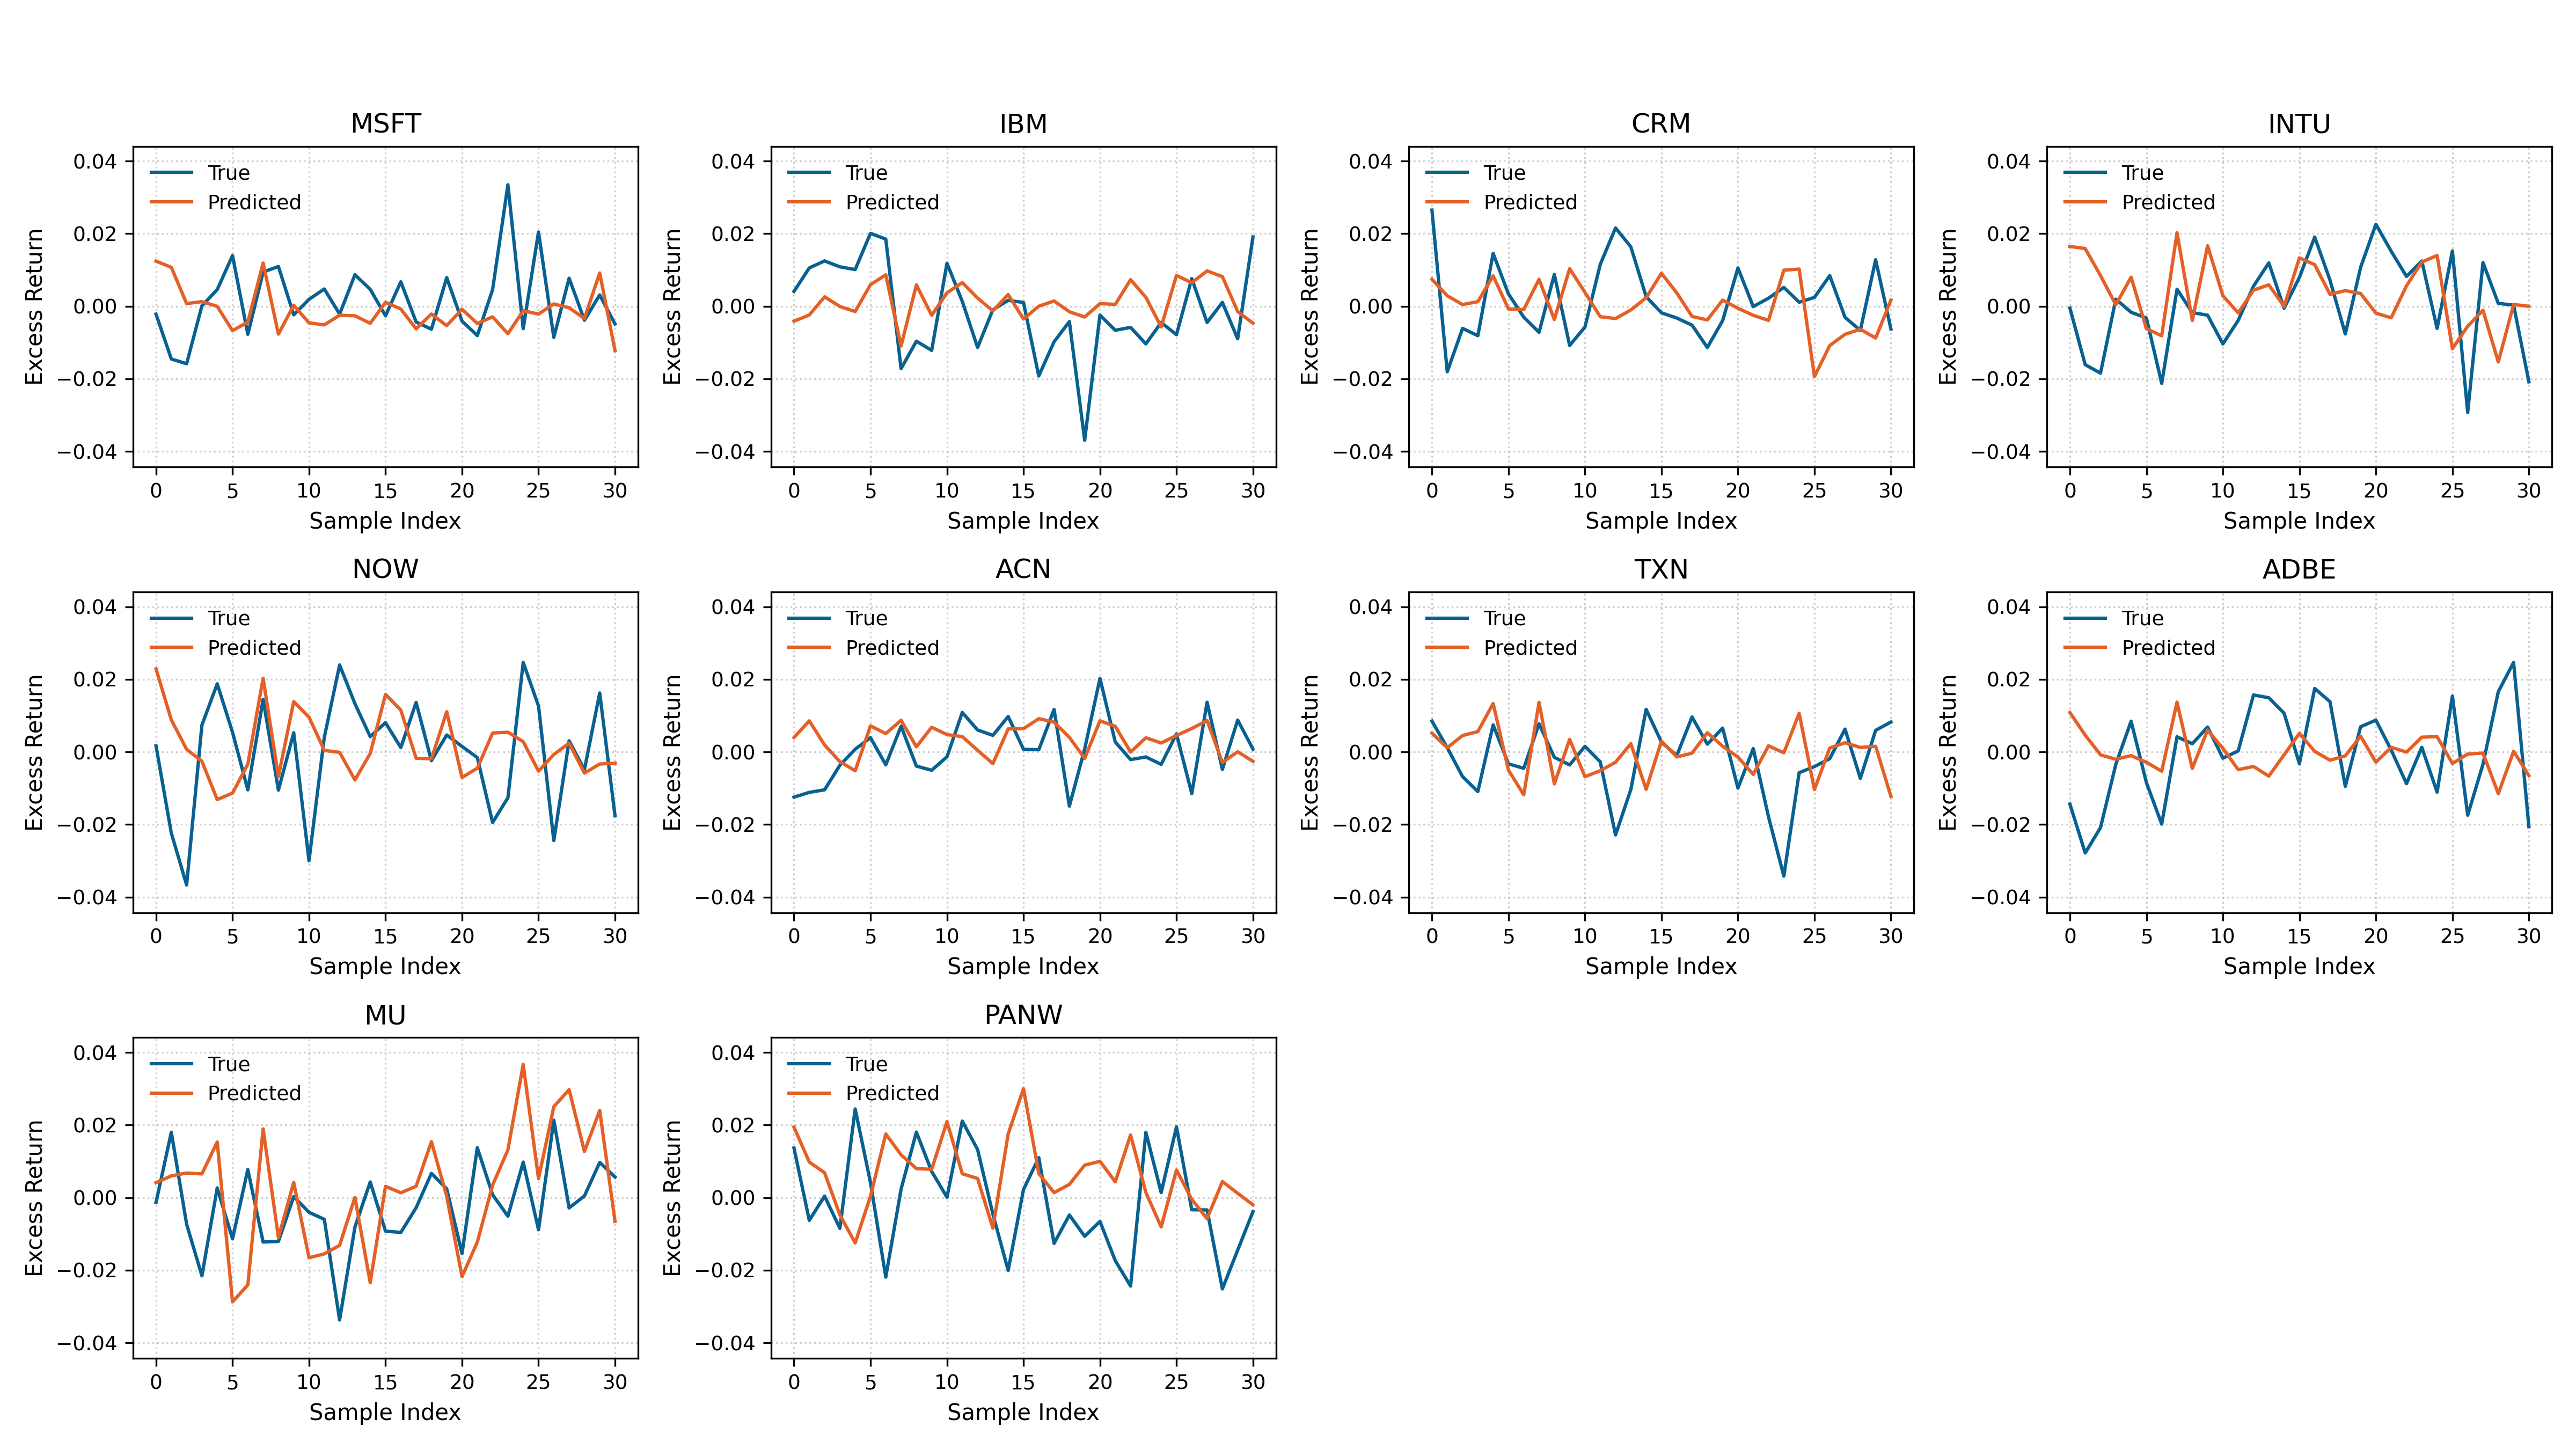 MSFT
IBM
CRM
INTU
True
Predicted
Excess Return
0.04
0.02
0.00
−0.02
−0.04
0 5 10 15 20 25 30
Sample Index
True
Predicted
Excess Return
0.04
0.02
0.00
−0.02
−0.04
0 5 10 15 20 25 30
Sample Index
True
Predicted
Excess Return
0.04
0.02
0.00
−0.02
−0.04
0 5 10 15 20 25 30
Sample Index
True
Predicted
Excess Return
0.04
0.02
0.00
−0.02
−0.04
0 5 10 15 20 25 30
Sample Index
NOW
ACN
TXN
ADBE
True
Predicted
Excess Return
0.04
0.02
0.00
−0.02
−0.04
0 5 10 15 20 25 30
Sample Index
True
Predicted
Excess Return
0.04
0.02
0.00
−0.02
−0.04
0 5 10 15 20 25 30
Sample Index
True
Predicted
Excess Return
0.04
0.02
0.00
−0.02
−0.04
0 5 10 15 20 25 30
Sample Index
True
Predicted
Excess Return
0.04
0.02
0.00
−0.02
−0.04
0 5 10 15 20 25 30
Sample Index
MU
PANW
True
Predicted
Excess Return
0.04
0.02
0.00
−0.02
−0.04
0 5 10 15 20 25 30
Sample Index
True
Predicted
Excess Return
0.04
0.02
0.00
−0.02
−0.04
0 5 10 15 20 25 30
Sample Index